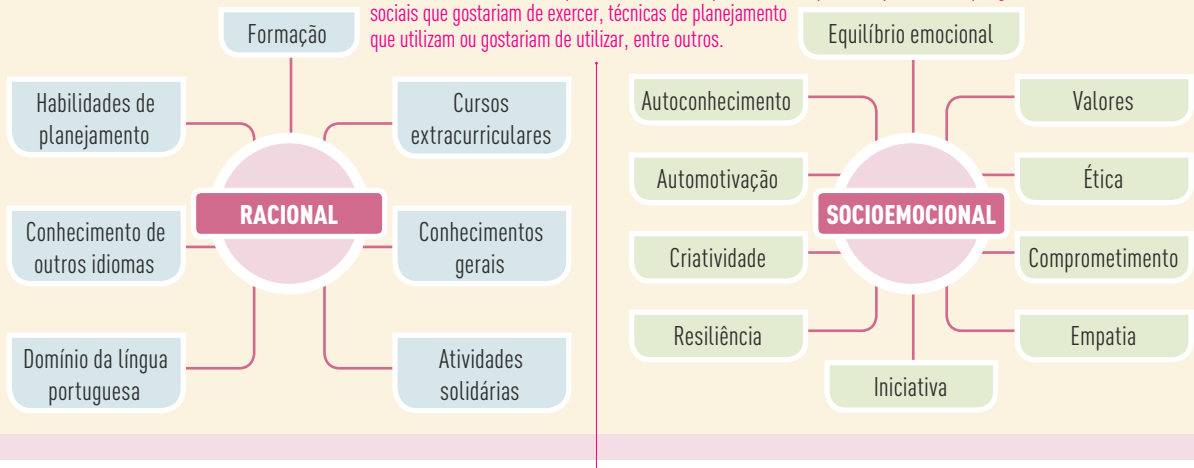 sociais que gostariam de exercer, técnicas de planejamento
que utilizam ou gostariam de utilizar, entre outros.
Formação
Habilidades de
planejamento
Cursos
extracurriculares
RACIONAL
Conhecimento de
outros idiomas
Conhecimentos
gerais
Domínio da língua
portuguesa
Atividades
solidárias
Equilíbrio emocional
Autoconhecimento
Valores
Automotivação
Ética
SOCIOEMOCIONAL
Criatividade
Comprometimento
Resiliência
Empatia
Iniciativa